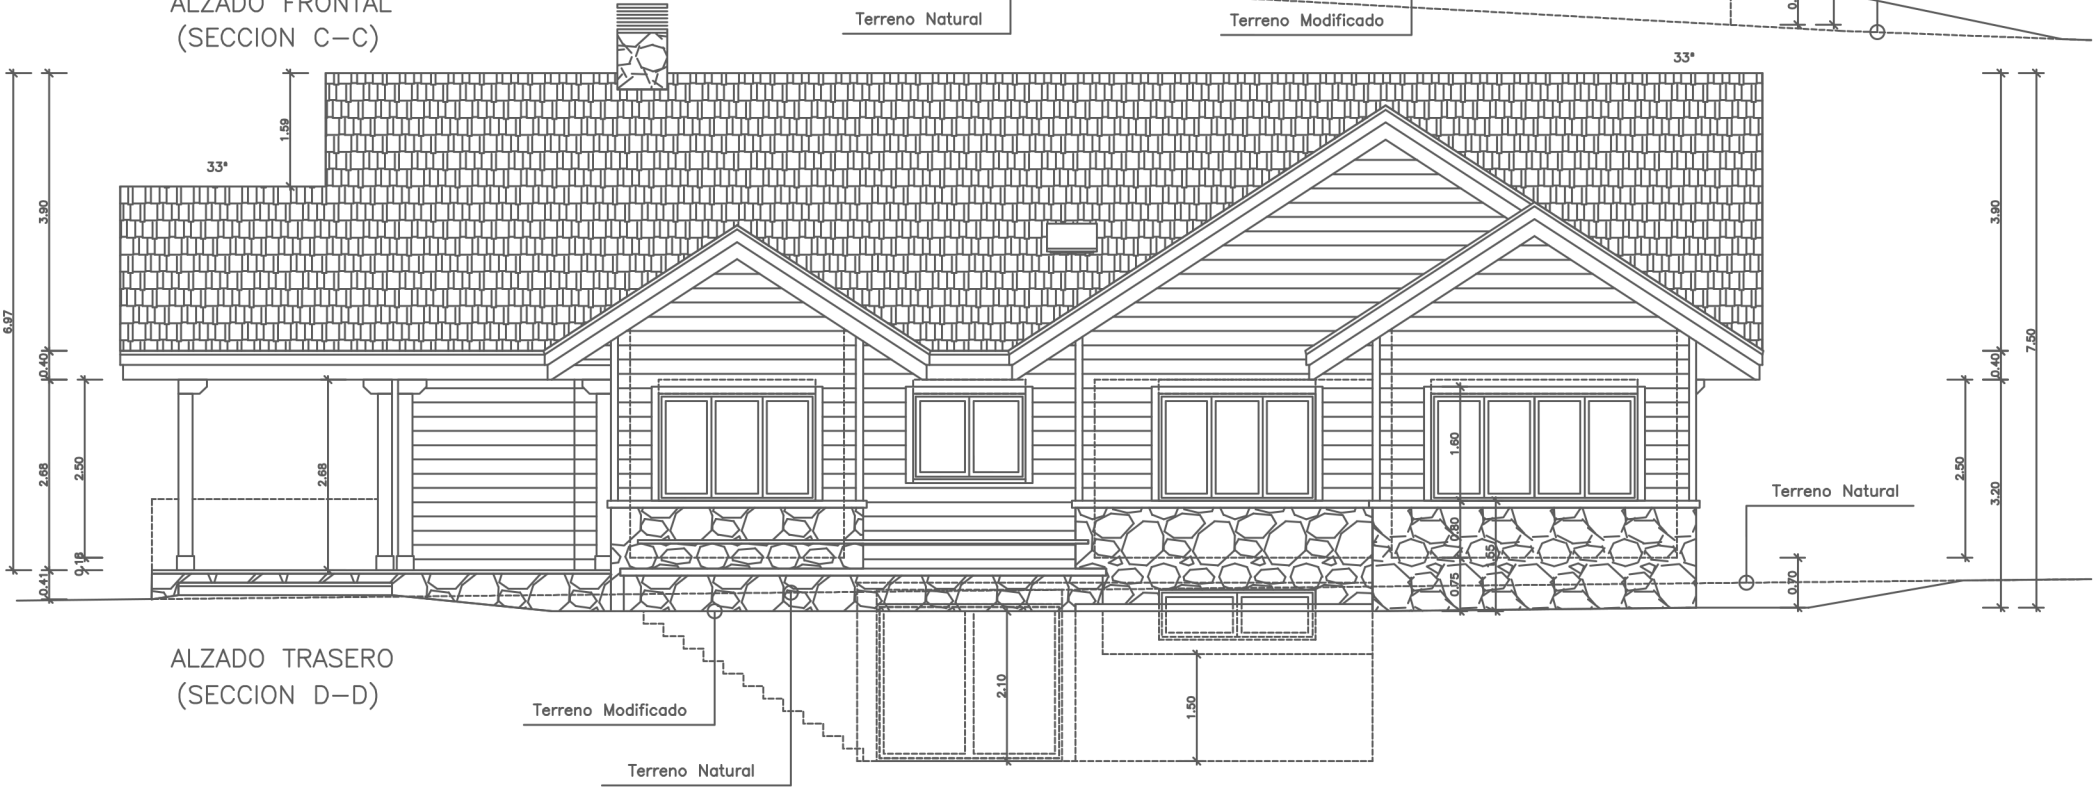 ALZADO FRONTAL
(SECCION C-C)
Terreno Natural
Terreno Modificado
33°
33°
1.59
3.90
6.97
0.40
2.68
2.50
0.18
0.41
2.68
1.60
0.80
0.75
3.90
0.40
7.50
2.50
3.20
0.70
Terreno Natural
ALZADO TRASERO
(SECCION D-D)
Terreno Modificado
Terreno Natural
2.10
1.50